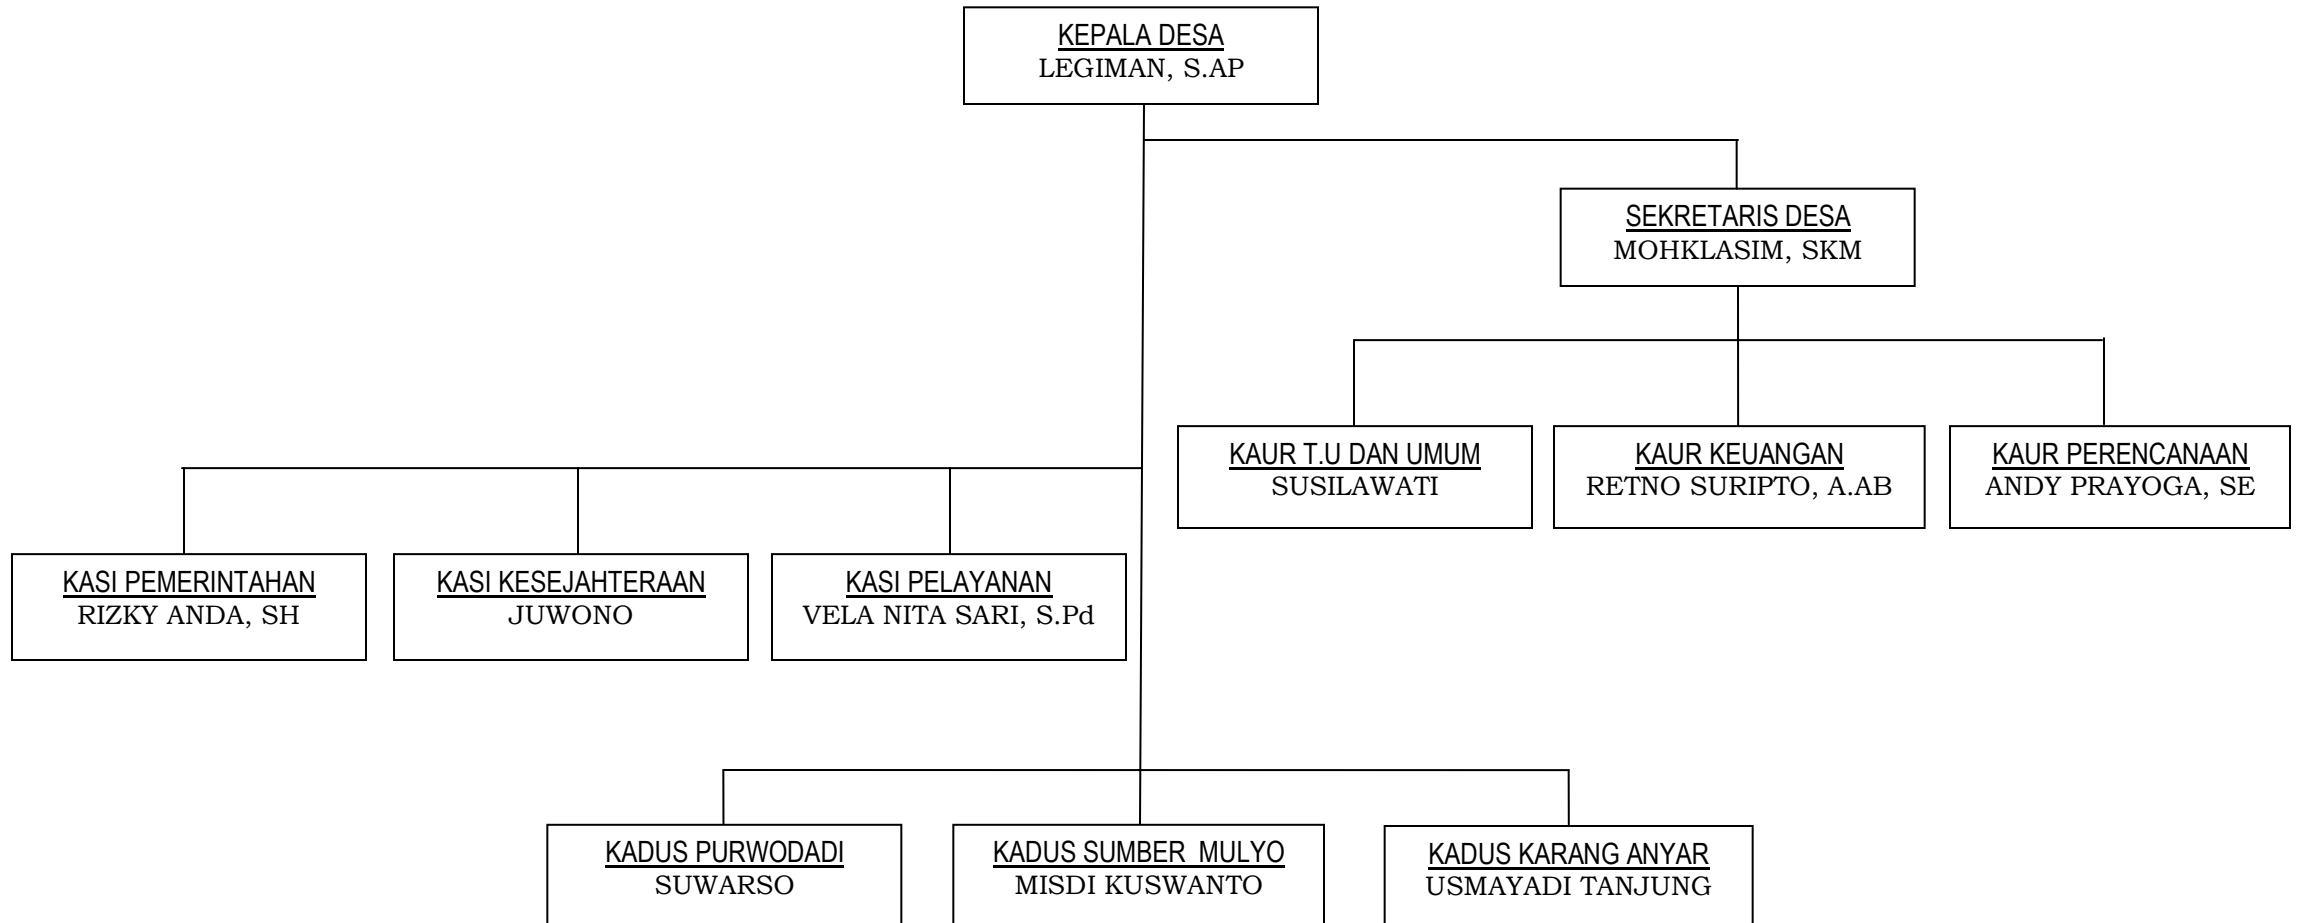 KEPALA DESA
LEGIMAN, S.AP
SEKRETARIS DESA
MOHKLASIM, SKM
KAUR T.U DAN UMUM
SUSILAWATI
KAUR KEUANGAN
RETNO SURIPTO, A.AB
KAUR PERENCANAAN
ANDY PRAYOGA, SE
KASI PEMERINTAHAN
RIZKY ANDA, SH
KASI KESEJAHTERAAN
JUWONO
KASI PELAYANAN
VELA NITA SARI, S.Pd
KADUS PURWODADI
SUWARSO
KADUS SUMBER  MULYO
MISDI KUSWANTO
KADUS KARANG ANYAR
USMAYADI TANJUNG